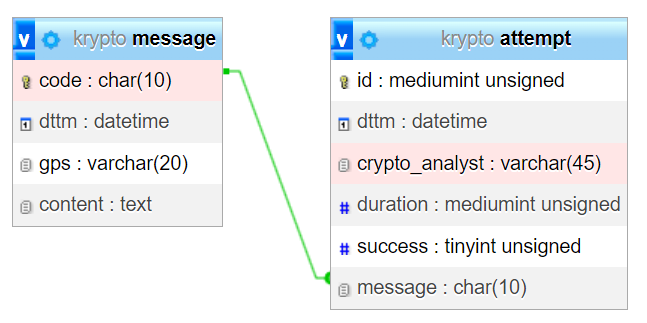 V krypto message
code : char(10)
dttm : datetime
gps : varchar(20)
content : text
V krypto attempt
id : mediumint unsigned
dttm : datetime
crypto_analyst : varchar(45)
# duration : mediumint unsigned
# success : tinyint unsigned
message : char(10)